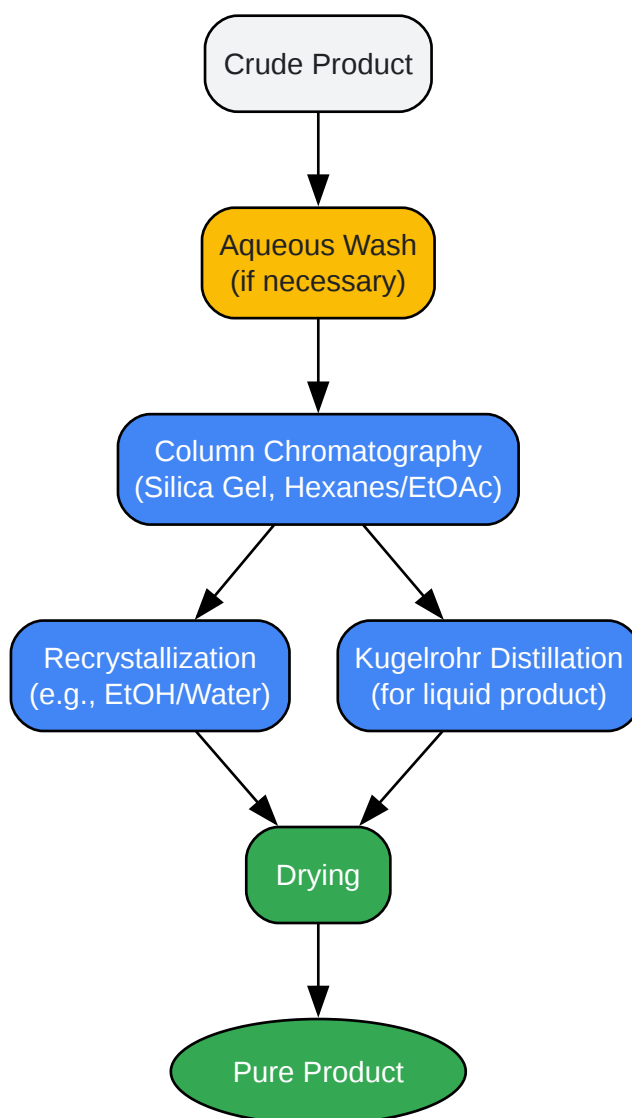 Crude Product
Aqueous Wash
(if necessary)
Column Chromatography
(Silica Gel, Hexanes/EtOAc)
Recrystallization
(e.g., EtOH/Water)
Kugelrohr Distillation
(for liquid product)
Drying
Pure Product